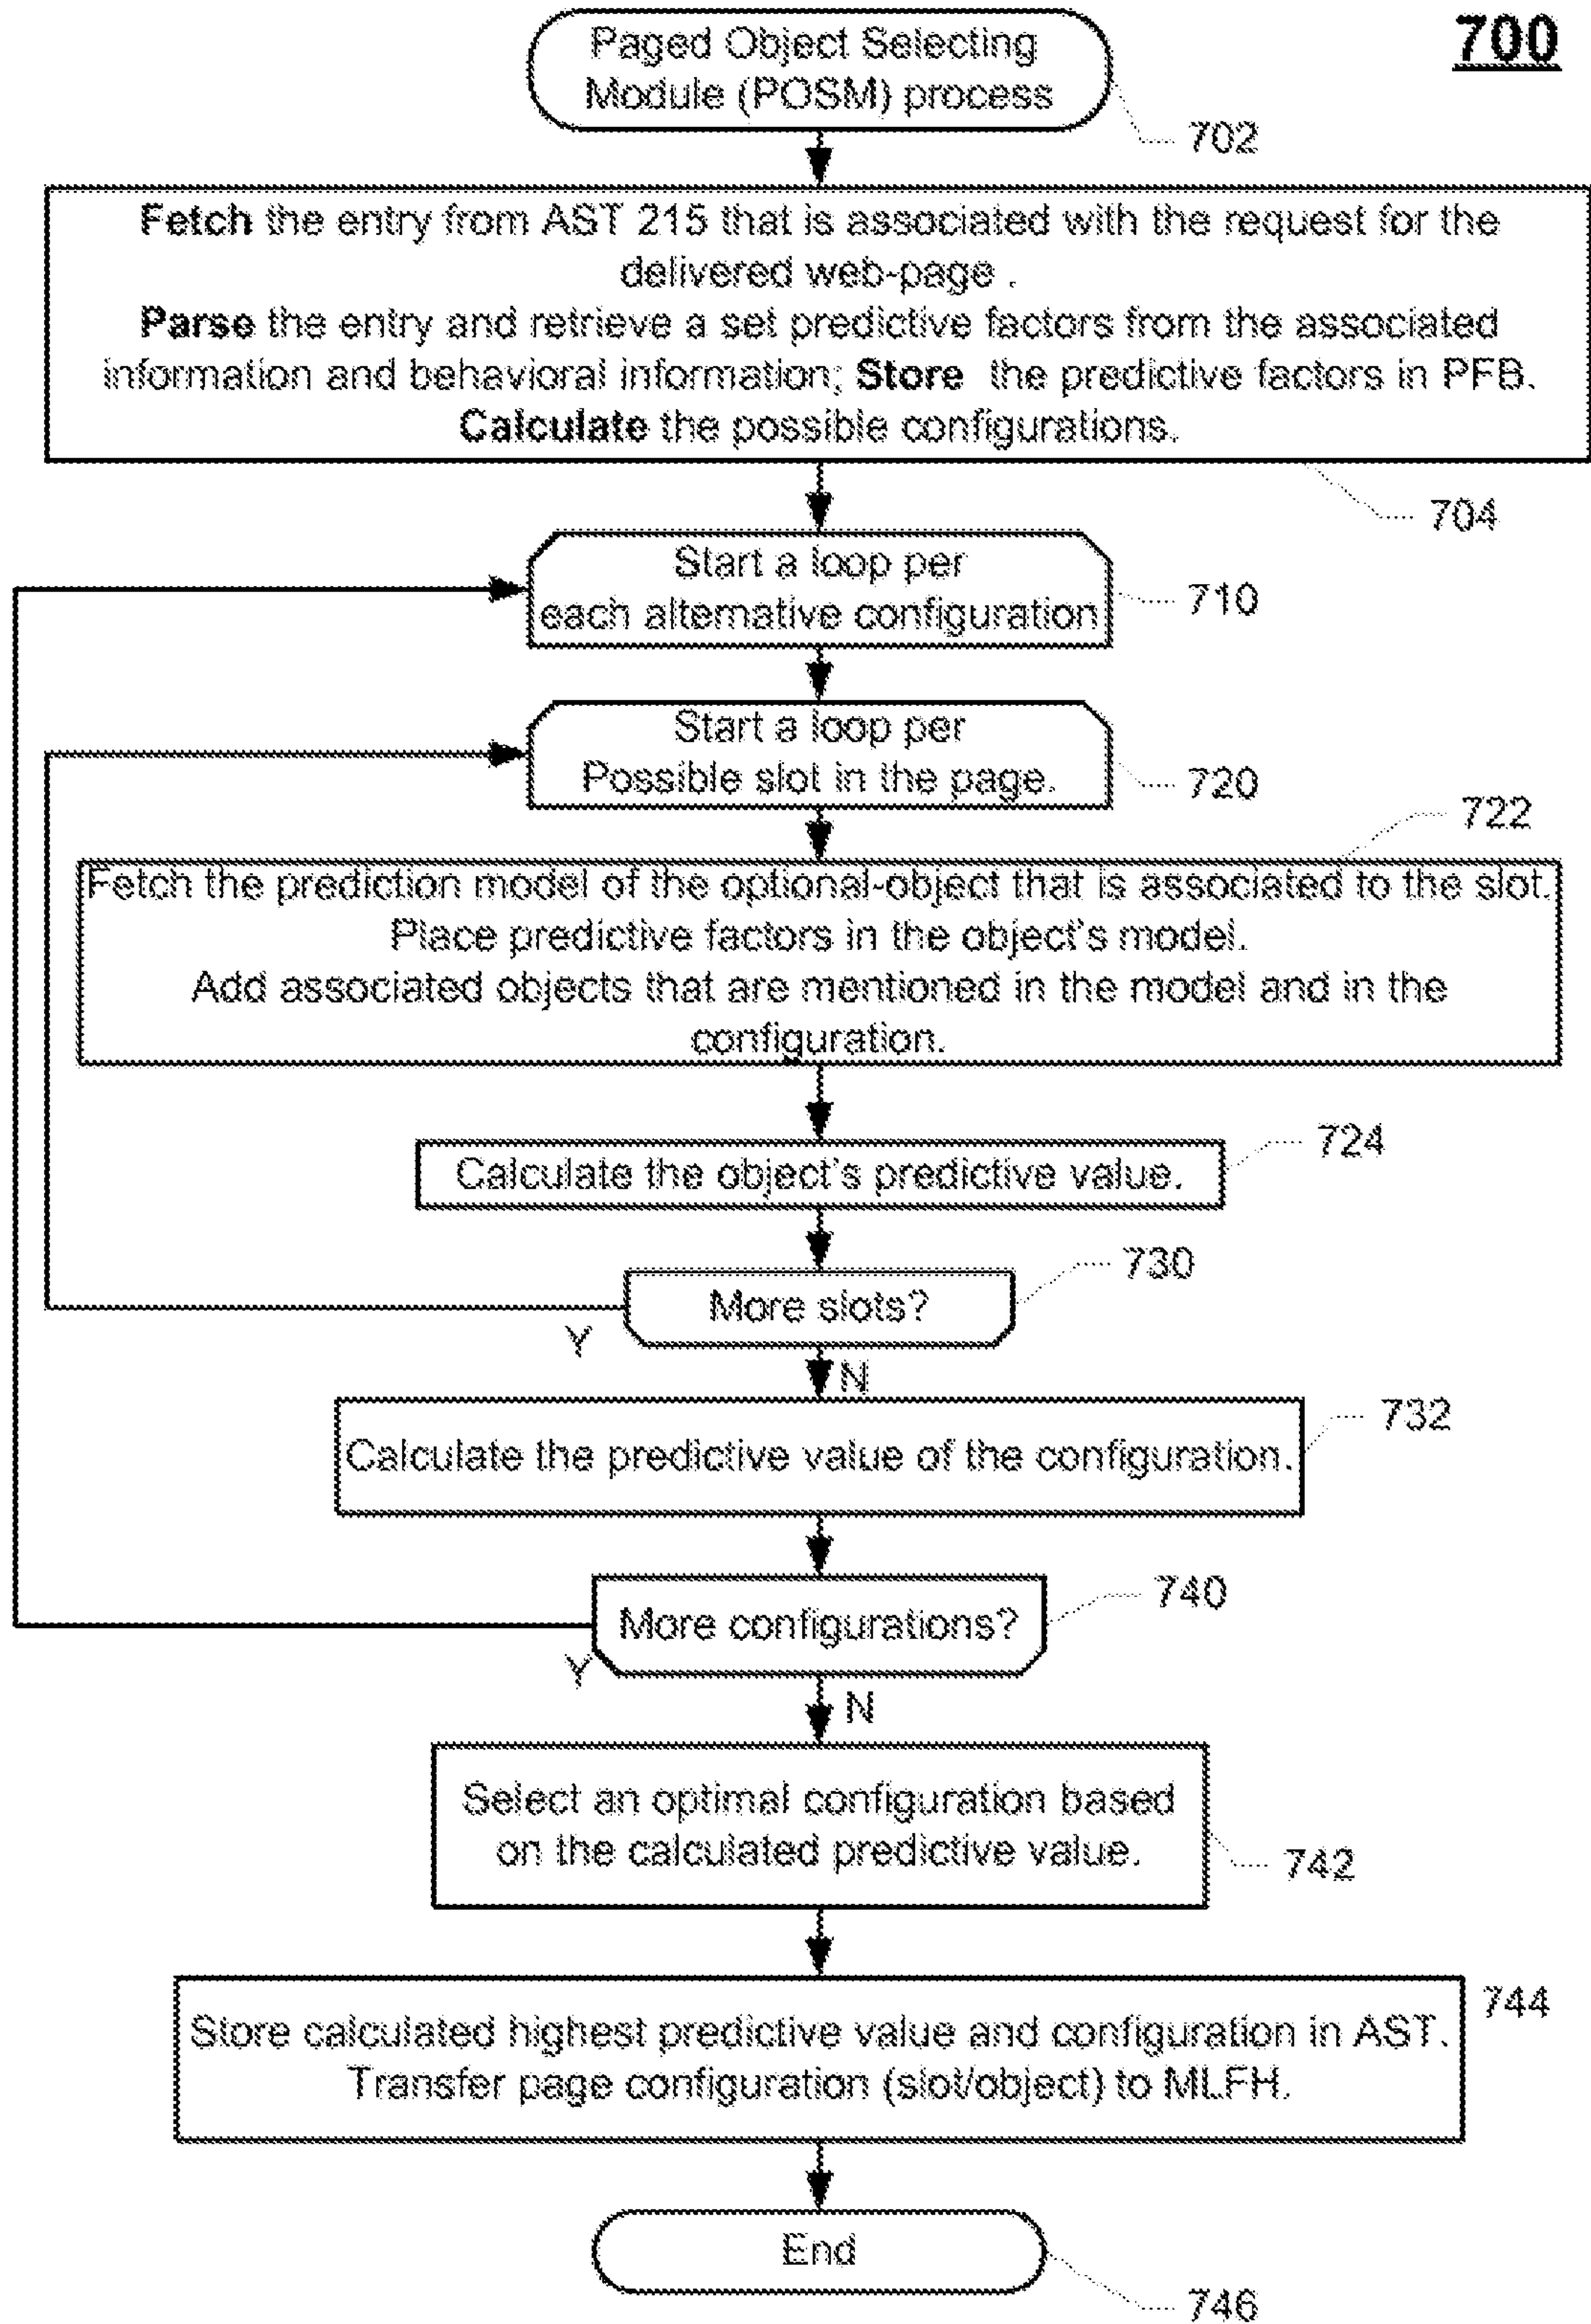 700
Paged Object Selecting
Module (POSM) process
702
Fetch the entry from AST 215 that is associated with the request for the
delivered web-page .
Parse the entry and retrieve a set predictive factors from the associated
information and behavioral information; Store the predictive factors in PFB.
Calculate the possible configurations.
704
Start a loop per
each alternative configuration
710
Start a loop per
Possible slot in the page.
720
722
Fetch the prediction model of the optional-object that is associated to the slot.
Place predictive factors in the object's model.
Add associated objects that are mentioned in the model and in the
configuration.
724
Calculate the object's predictive value.
730
More slots?
Y
N
732
Calculate the predictive value of the configuration.
740
More configurations?
Y
N
Select an optimal configuration based
on the calculated predictive value.
742
744
Store calculated highest predictive value and configuration in AST.
Transfer page configuration (slot/object) to MLFH.
End
746